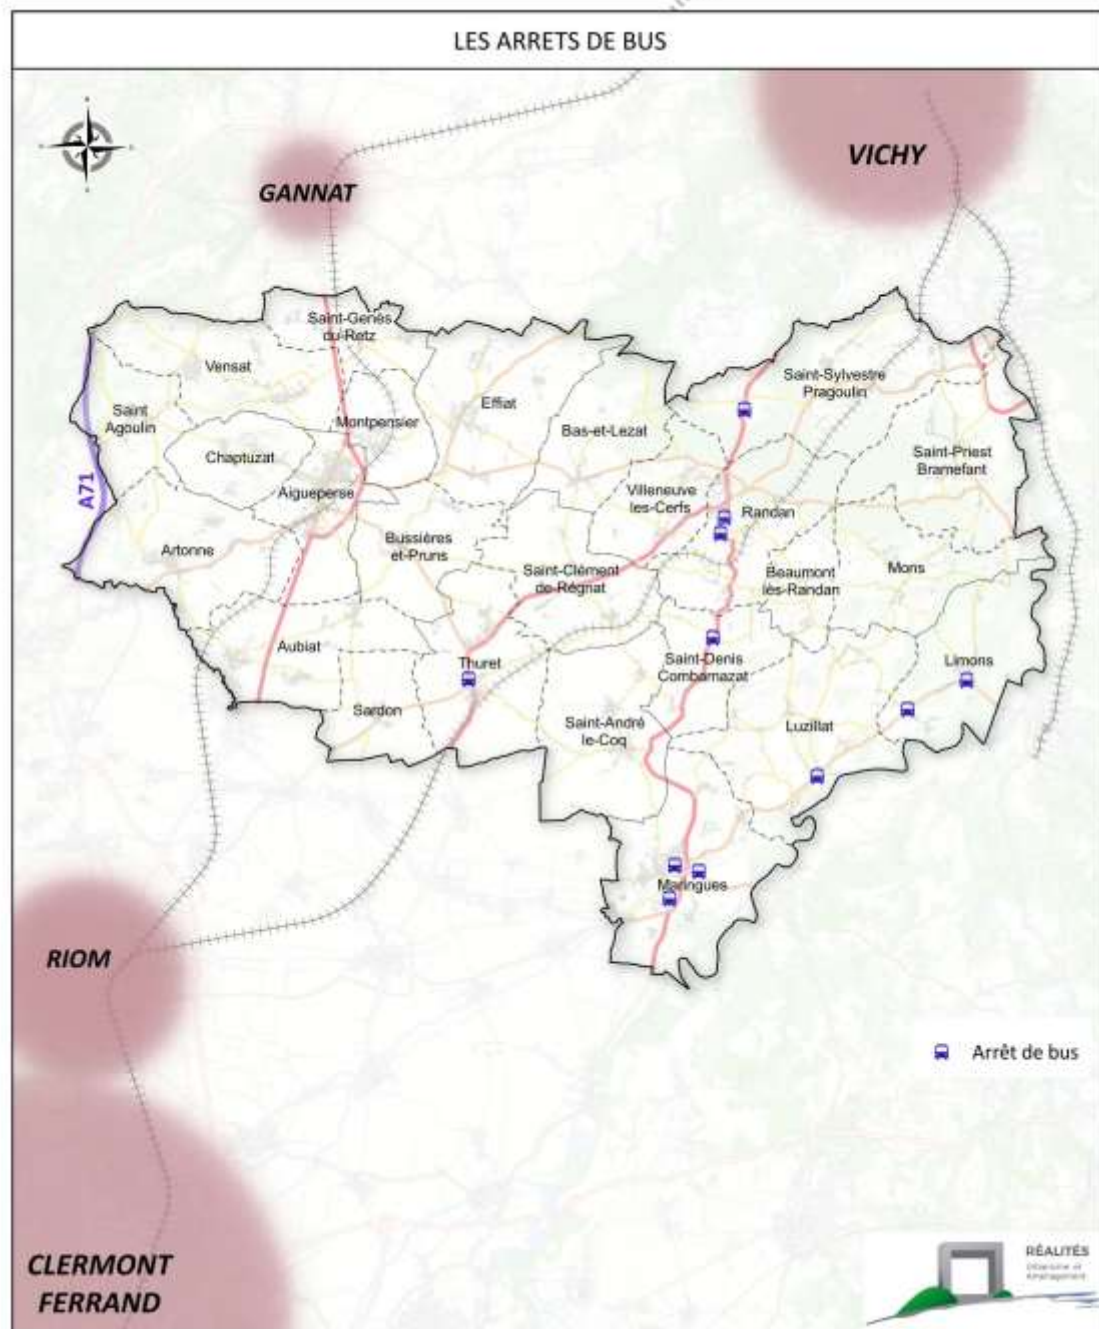 LES ARRETS DE BUS
VICHY
GANNAT
Saint-Genès
du-Retz
Vensat
Saint-Sylvestre
Pragoulin
Effiat
Saint
Agoulin
Montpensier
Bas-et-Lezat
Chaptuzat
Saint-Priest
Bramefant
A71
Aigueperse
Villeneuve
les-Cerfs
Randan
Artonne
Bussières
et-Pruns
Saint-Clément
de-Régnat
Beaumont
lès-Randan
Mons
Aubiat
Thuret
Saint-Denis
Combarnazat
Limons
Sardon
Saint-André
le-Coq
Luzillat
Maringues
RIOM
Arrêt de bus
CLERMONT
FERRAND
RÉALITÉS
Urbanisme et
Aménagement